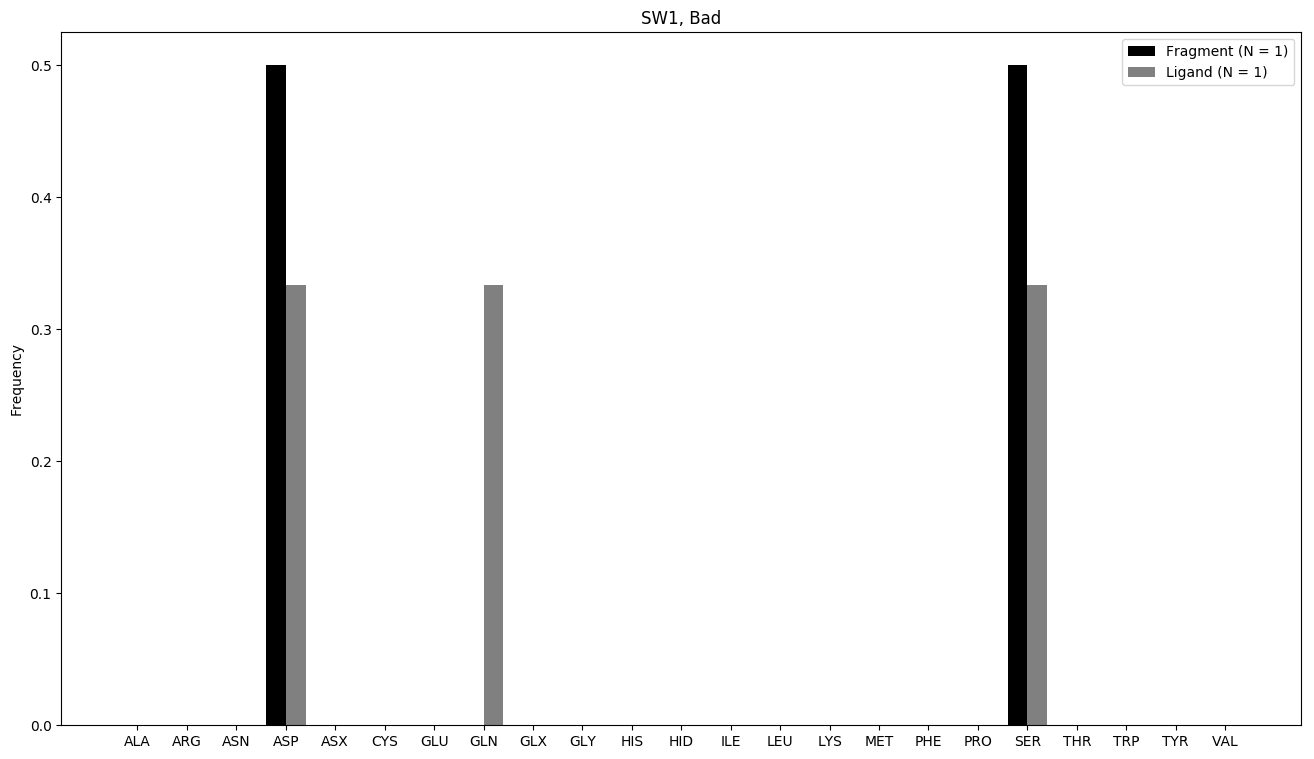 SW1, Bad
Fragment (N = 1)
Ligand (N = 1)
Frequency
0.5
0.4
0.3
0.2
0.1
0.0
ALA ARG ASN ASP ASX CYS GLU GLN GLX GLY HIS HID ILE LEU LYS MET PHE PRO SER THR TRP TYR VAL